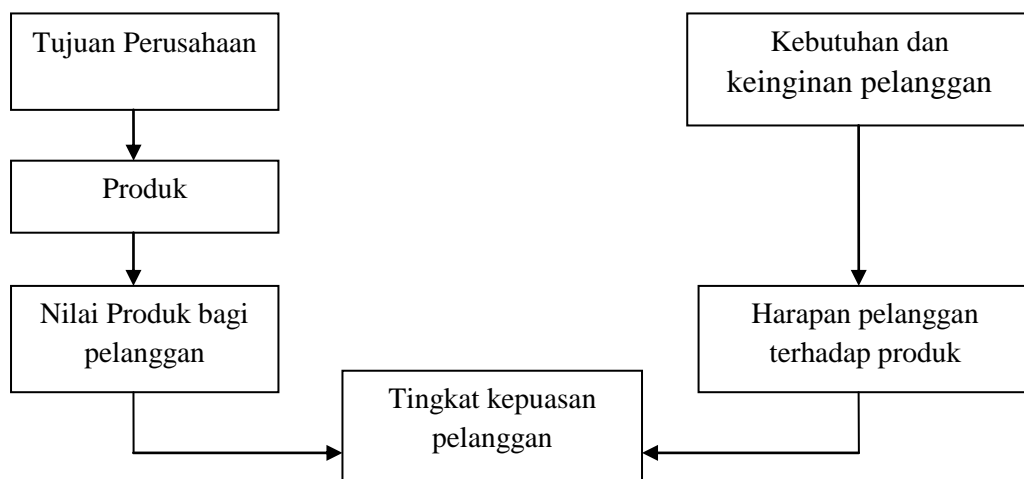 Tujuan Perusahaan
Kebutuhan dan
keinginan pelanggan
Produk
Nilai Produk bagi
pelanggan
Harapan pelanggan
terhadap produk
Tingkat kepuasan
pelanggan